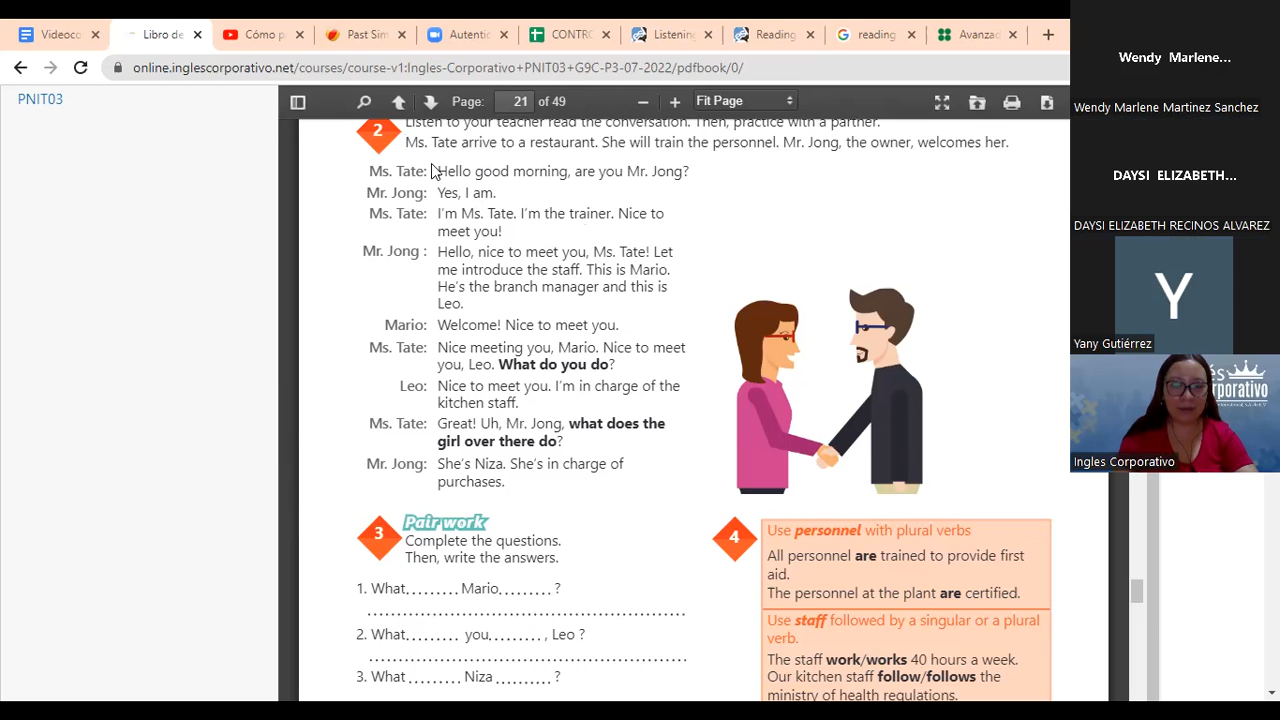 Videoco
Libro de
Cómo p
Past Sim
Autentic
CONTRO
Listening
Reading
reading
Avanzad
online.inglescorporativo.net/courses/course-v1:Ingles-Corporativo+PNIT03+G9C-P3-07-2022/pdfbook/0/
PNIT03
Page: 21 of 49
Fit Page
2
Listen to your teacher read the conversation. Then, practice with a partner.
Ms. Tate arrive to a restaurant. She will train the personnel. Mr. Jong, the owner, welcomes her.
Ms. Tate: Hello good morning, are you Mr. Jong?
Mr. Jong: Yes, I am.
Ms. Tate: I'm Ms. Tate. I'm the trainer. Nice to
meet you!
Mr. Jong : Hello, nice to meet you, Ms. Tate! Let
me introduce the staff. This is Mario.
He's the branch manager and this is
Leo.
Mario: Welcome! Nice to meet you.
Ms. Tate: Nice meeting you, Mario. Nice to meet
you, Leo. What do you do?
Leo: Nice to meet you. I'm in charge of the
kitchen staff.
Ms. Tate: Great! Uh, Mr. Jong, what does the
girl over there do?
Mr. Jong: She's Niza. She's in charge of
purchases.
3
Pair work
Complete the questions.
Then, write the answers.
1. What......... Mario......... ?
2. What......... you......... , Leo ?
3. What ......... Niza ......... ?
4
Use personnel with plural verbs
All personnel are trained to provide first
aid.
The personnel at the plant are certified.
Use staff followed by a singular or a plural
verb.
The staff work/works 40 hours a week.
Our kitchen staff follow/follows the
ministry of health regulations.
Wendy Marlene...
Wendy Marlene Martinez Sanchez
DAYSI ELIZABETH...
DAYSI ELIZABETH RECINOS ALVAREZ
Y
Yany Gutiérrez
Ingles Corporativo